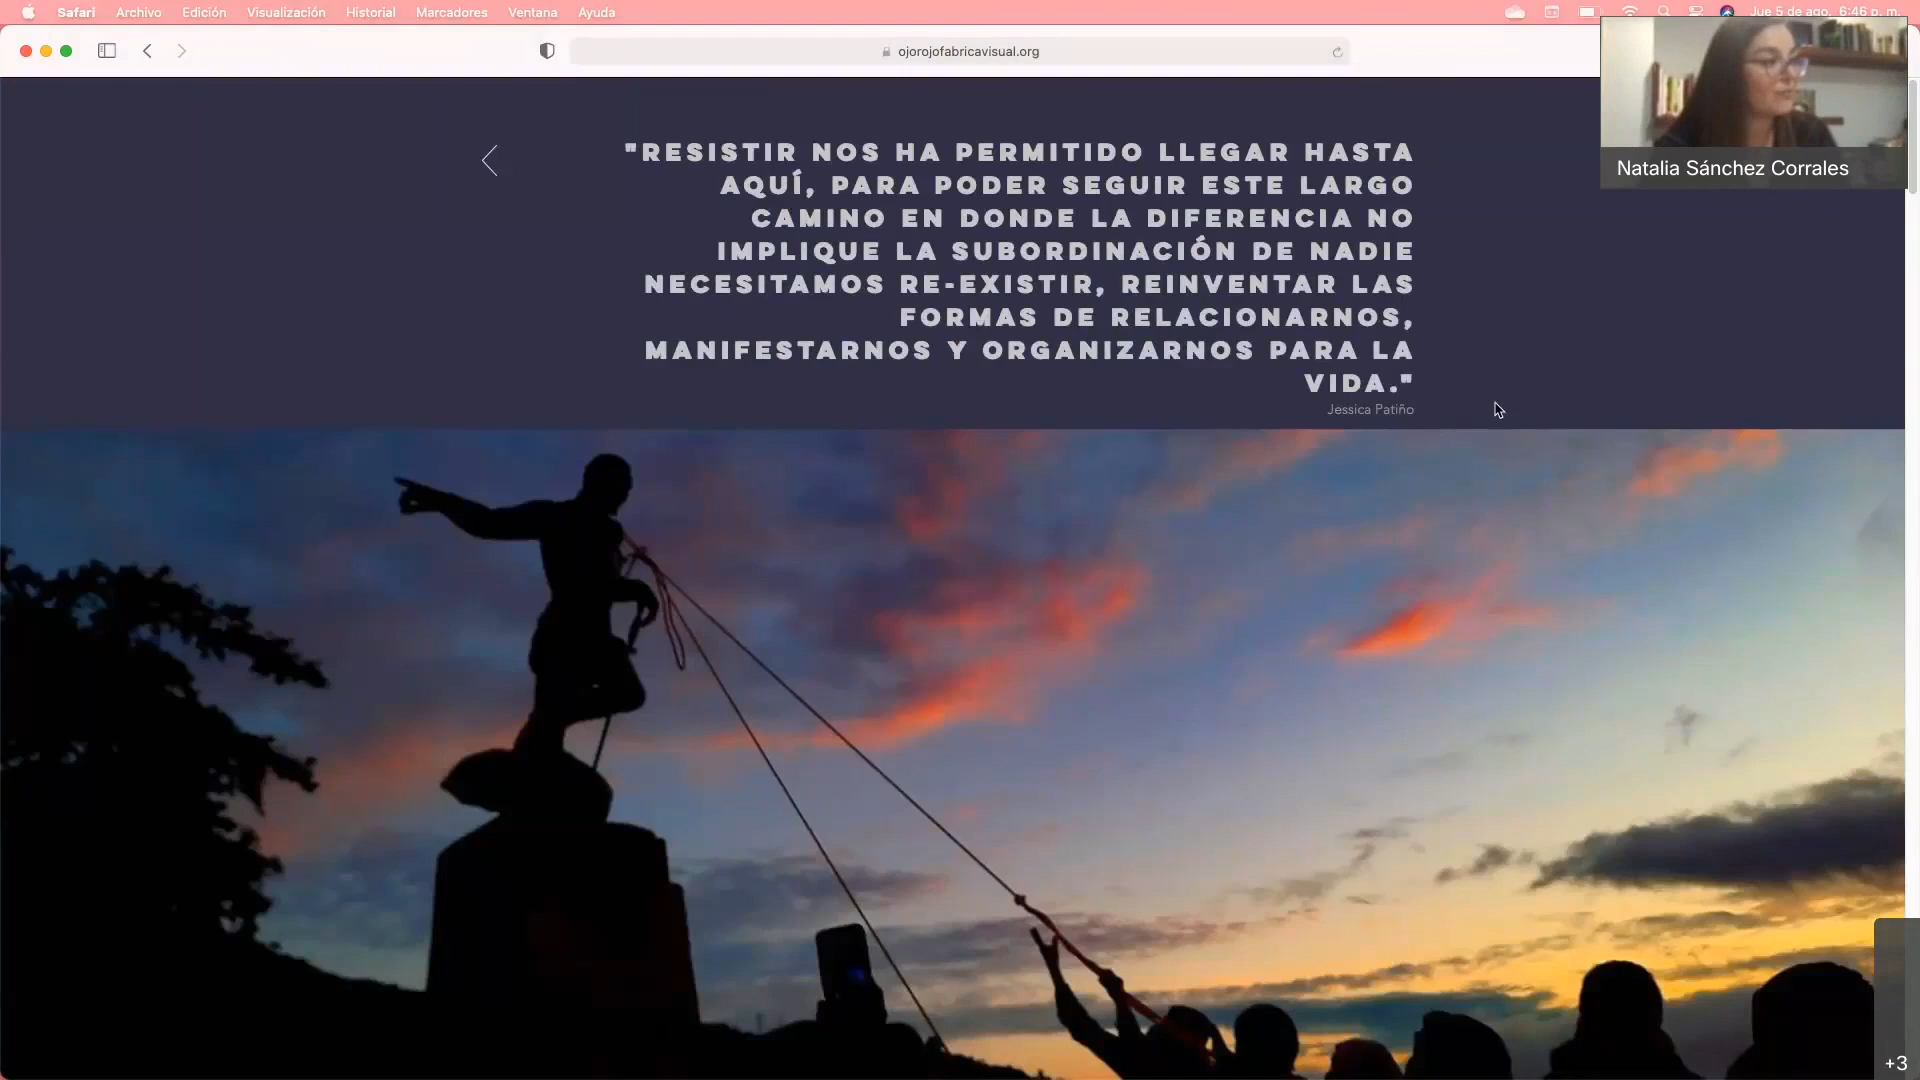 Safari Archivo Edición Visualización Historial Marcadores Ventana Ayuda
Jue 5 de ago. 6:46 p. m.
ojorojofabricavisual.org
Natalia Sánchez Corrales
"RESISTIR NOS HA PERMITIDO LLEGAR HASTA
AQUÍ, PARA PODER SEGUIR ESTE LARGO
CAMINO EN DONDE LA DIFERENCIA NO
IMPLIQUE LA SUBORDINACIÓN DE NADIE
NECESITAMOS RE-EXISTIR, REINVENTAR LAS
FORMAS DE RELACIONARNOS,
MANIFESTARNOS Y ORGANIZARNOS PARA LA
VIDA."
Jessica Patiño
+3